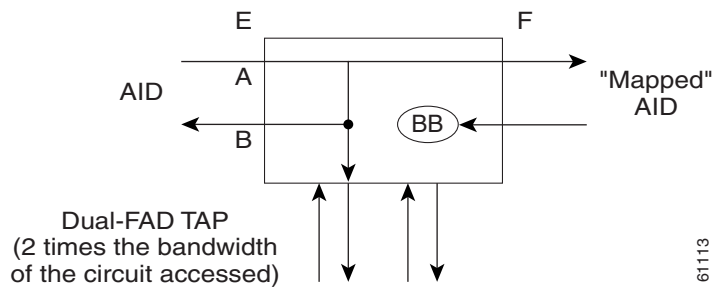 E
F
A
AID
"Mapped"
AID
BB
B
Dual-FAD TAP
(2 times the bandwidth
of the circuit accessed)
61113